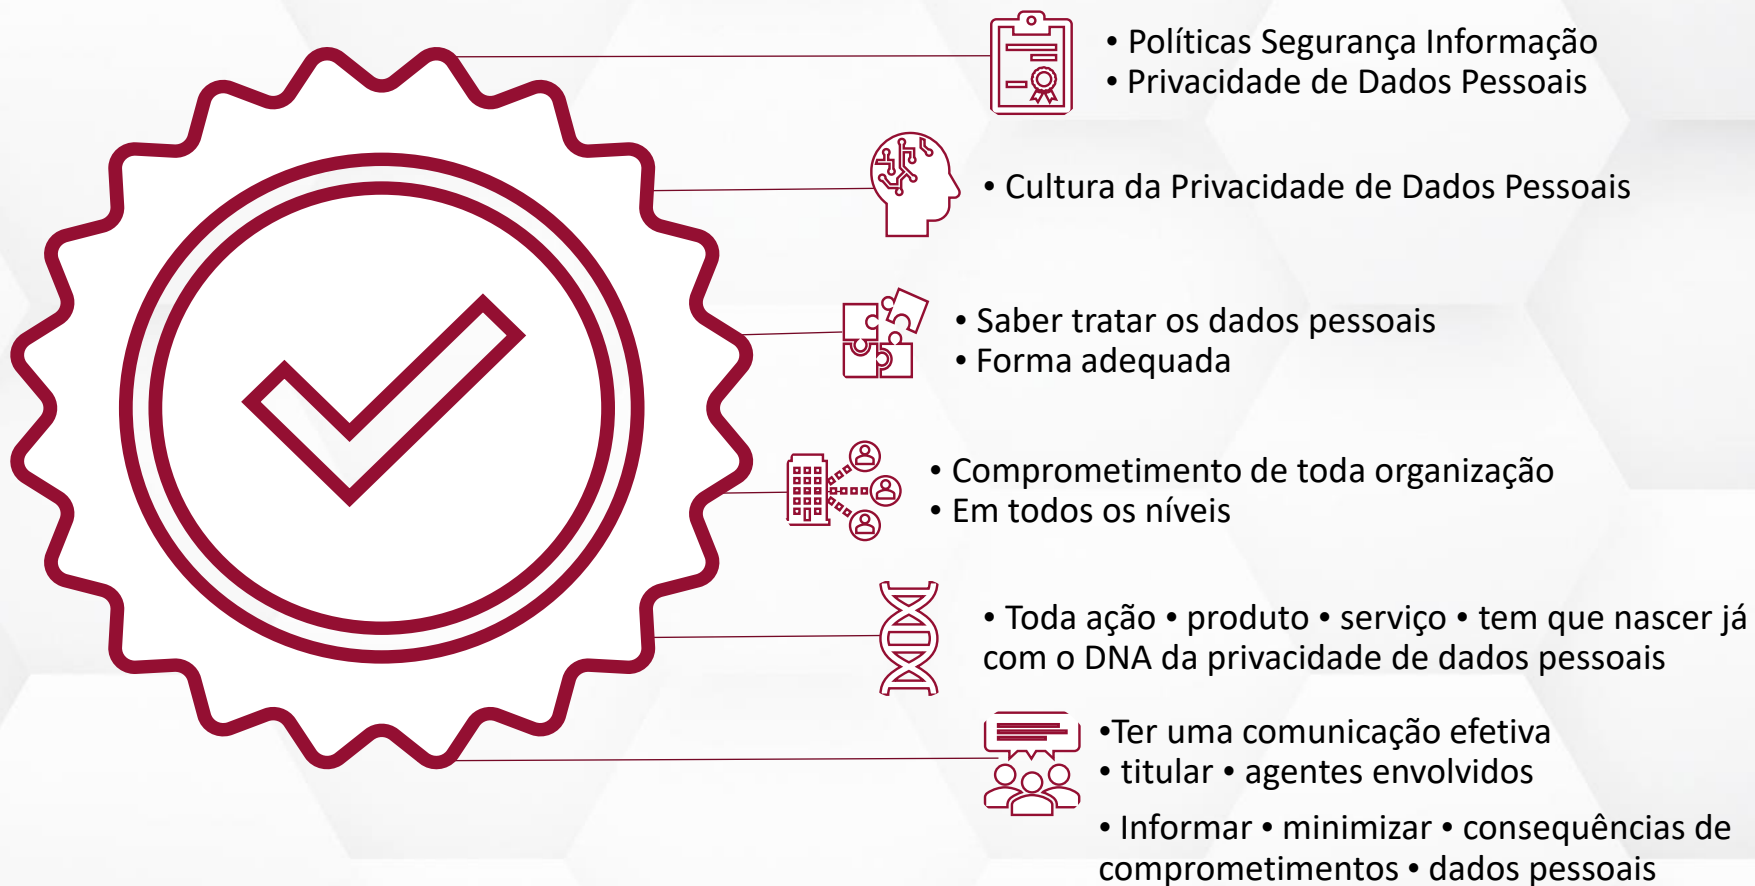 • Políticas Segurança Informação
• Privacidade de Dados Pessoais
• Cultura da Privacidade de Dados Pessoais
• Saber tratar os dados pessoais
• Forma adequada
• Comprometimento de toda organização
• Em todos os níveis
• Toda ação • produto • serviço • tem que nascer já
com o DNA da privacidade de dados pessoais
•Ter uma comunicação efetiva
• titular • agentes envolvidos
• Informar • minimizar • consequências de
comprometimentos • dados pessoais